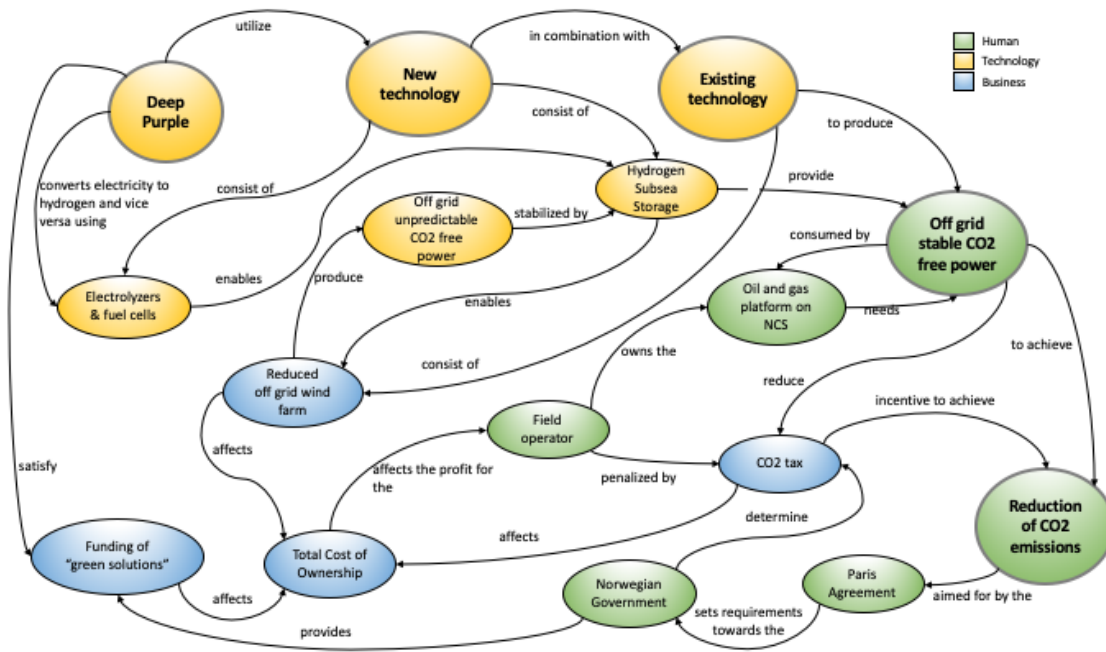 utilize
in combination with
Human
Technology
Business
New
technology
Existing
technology
Deep
Purple
consist of
to produce
converts electricity to
hydrogen and vice
versa using
consist of
Hydrogen
Subsea
Storage
provide
Off grid
unpredictable
CO2 free
power
stabilized by
Off grid
stable CO2
free power
consumed by
enables
produce
Electrolyzers
& fuel cells
enables
Oil and gas
platform on
NCS
needs
owns the
to achieve
consist of
Reduced
off grid wind
farm
reduce
incentive to achieve
Field
operator
affects
satisfy
affects the profit for
the
penalized by
CO2 tax
determine
Reduction
of CO2
emissions
affects
Funding of
"green solutions"
Total Cost of
Ownership
Norwegian
Government
Paris
Agreement
aimed for by the
affects
sets requirements
towards the
provides